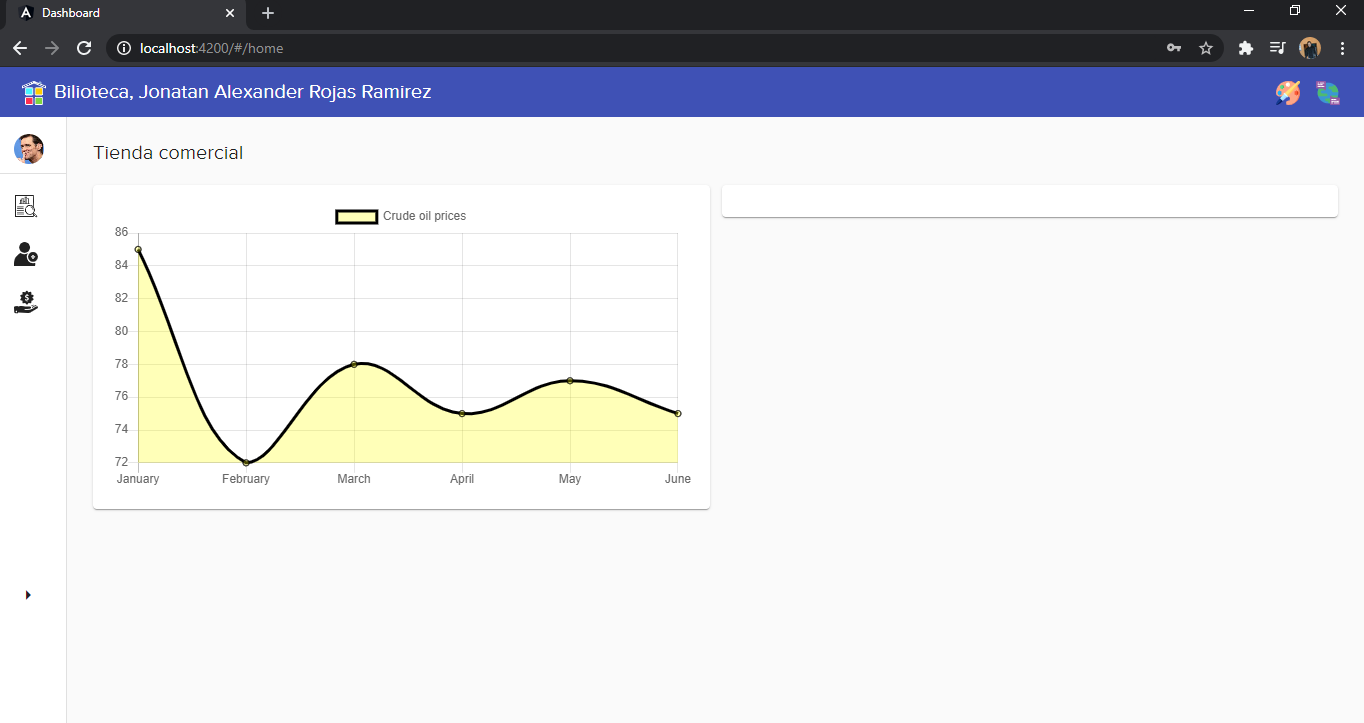 Dashboard
localhost:4200/#/home
Bilioteca, Jonatan Alexander Rojas Ramirez
Tienda comercial
Crude oil prices
86
84
82
80
78
76
74
72
January February March April May June